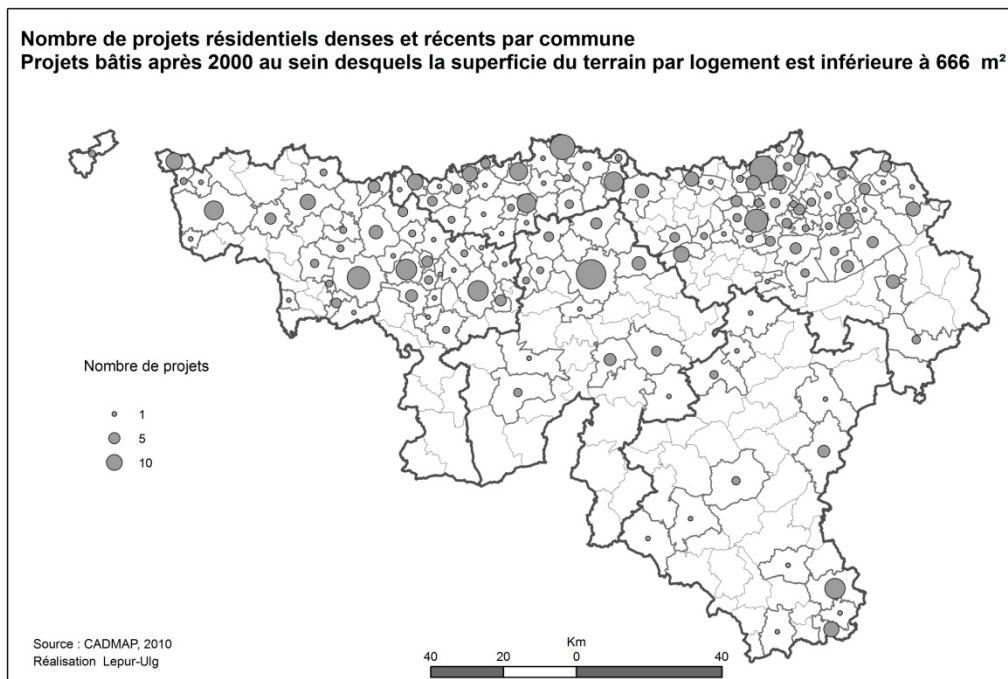 Nombre de projets résidentiels denses et récents par commune
Projets bâtis après 2000 au sein desquels la superficie du terrain par logement est inférieure à 666 m²
Nombre de projets
1
5
10
Source : CADMAP, 2010
Réalisation Lepur-Ulg
Km
40 20 0 40